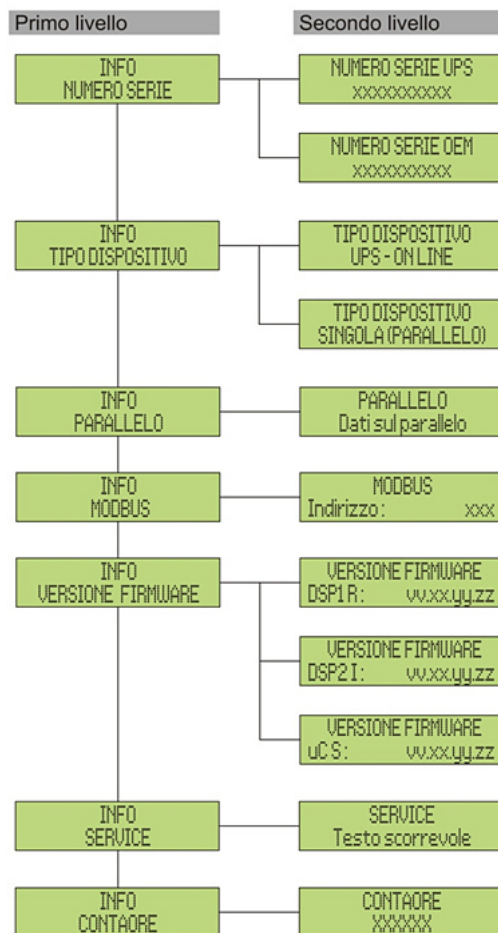 Primo livello
Secondo livello
INFO
NUMERO SERIE
NUMERO SERIE UPS
xxxxxxxxxx
NUMERO SERIE OEM
xxxxxxxxxx
INFO
TIPO DISPOSITIVO
TIPO DISPOSITIVO
UPS - ON LINE
TIPO DISPOSITIVO
SINGOLA (PARALLELO)
INFO
PARALLELO
PARALLELO
Dati sul parallelo
INFO
MODBUS
MODBUS
Indirizzo: xxx
INFO
VERSIONE FIRMWARE
VERSIONE FIRMWARE
DSP1 R: vv.xx.yy.zz
VERSIONE FIRMWARE
DSP2 I: vv.xx.yy.zz
VERSIONE FIRMWARE
uC S: vv.xx.yy.zz
INFO
SERVICE
SERVICE
Testo scorrevole
INFO
CONTAORE
CONTAORE
XXXXXX